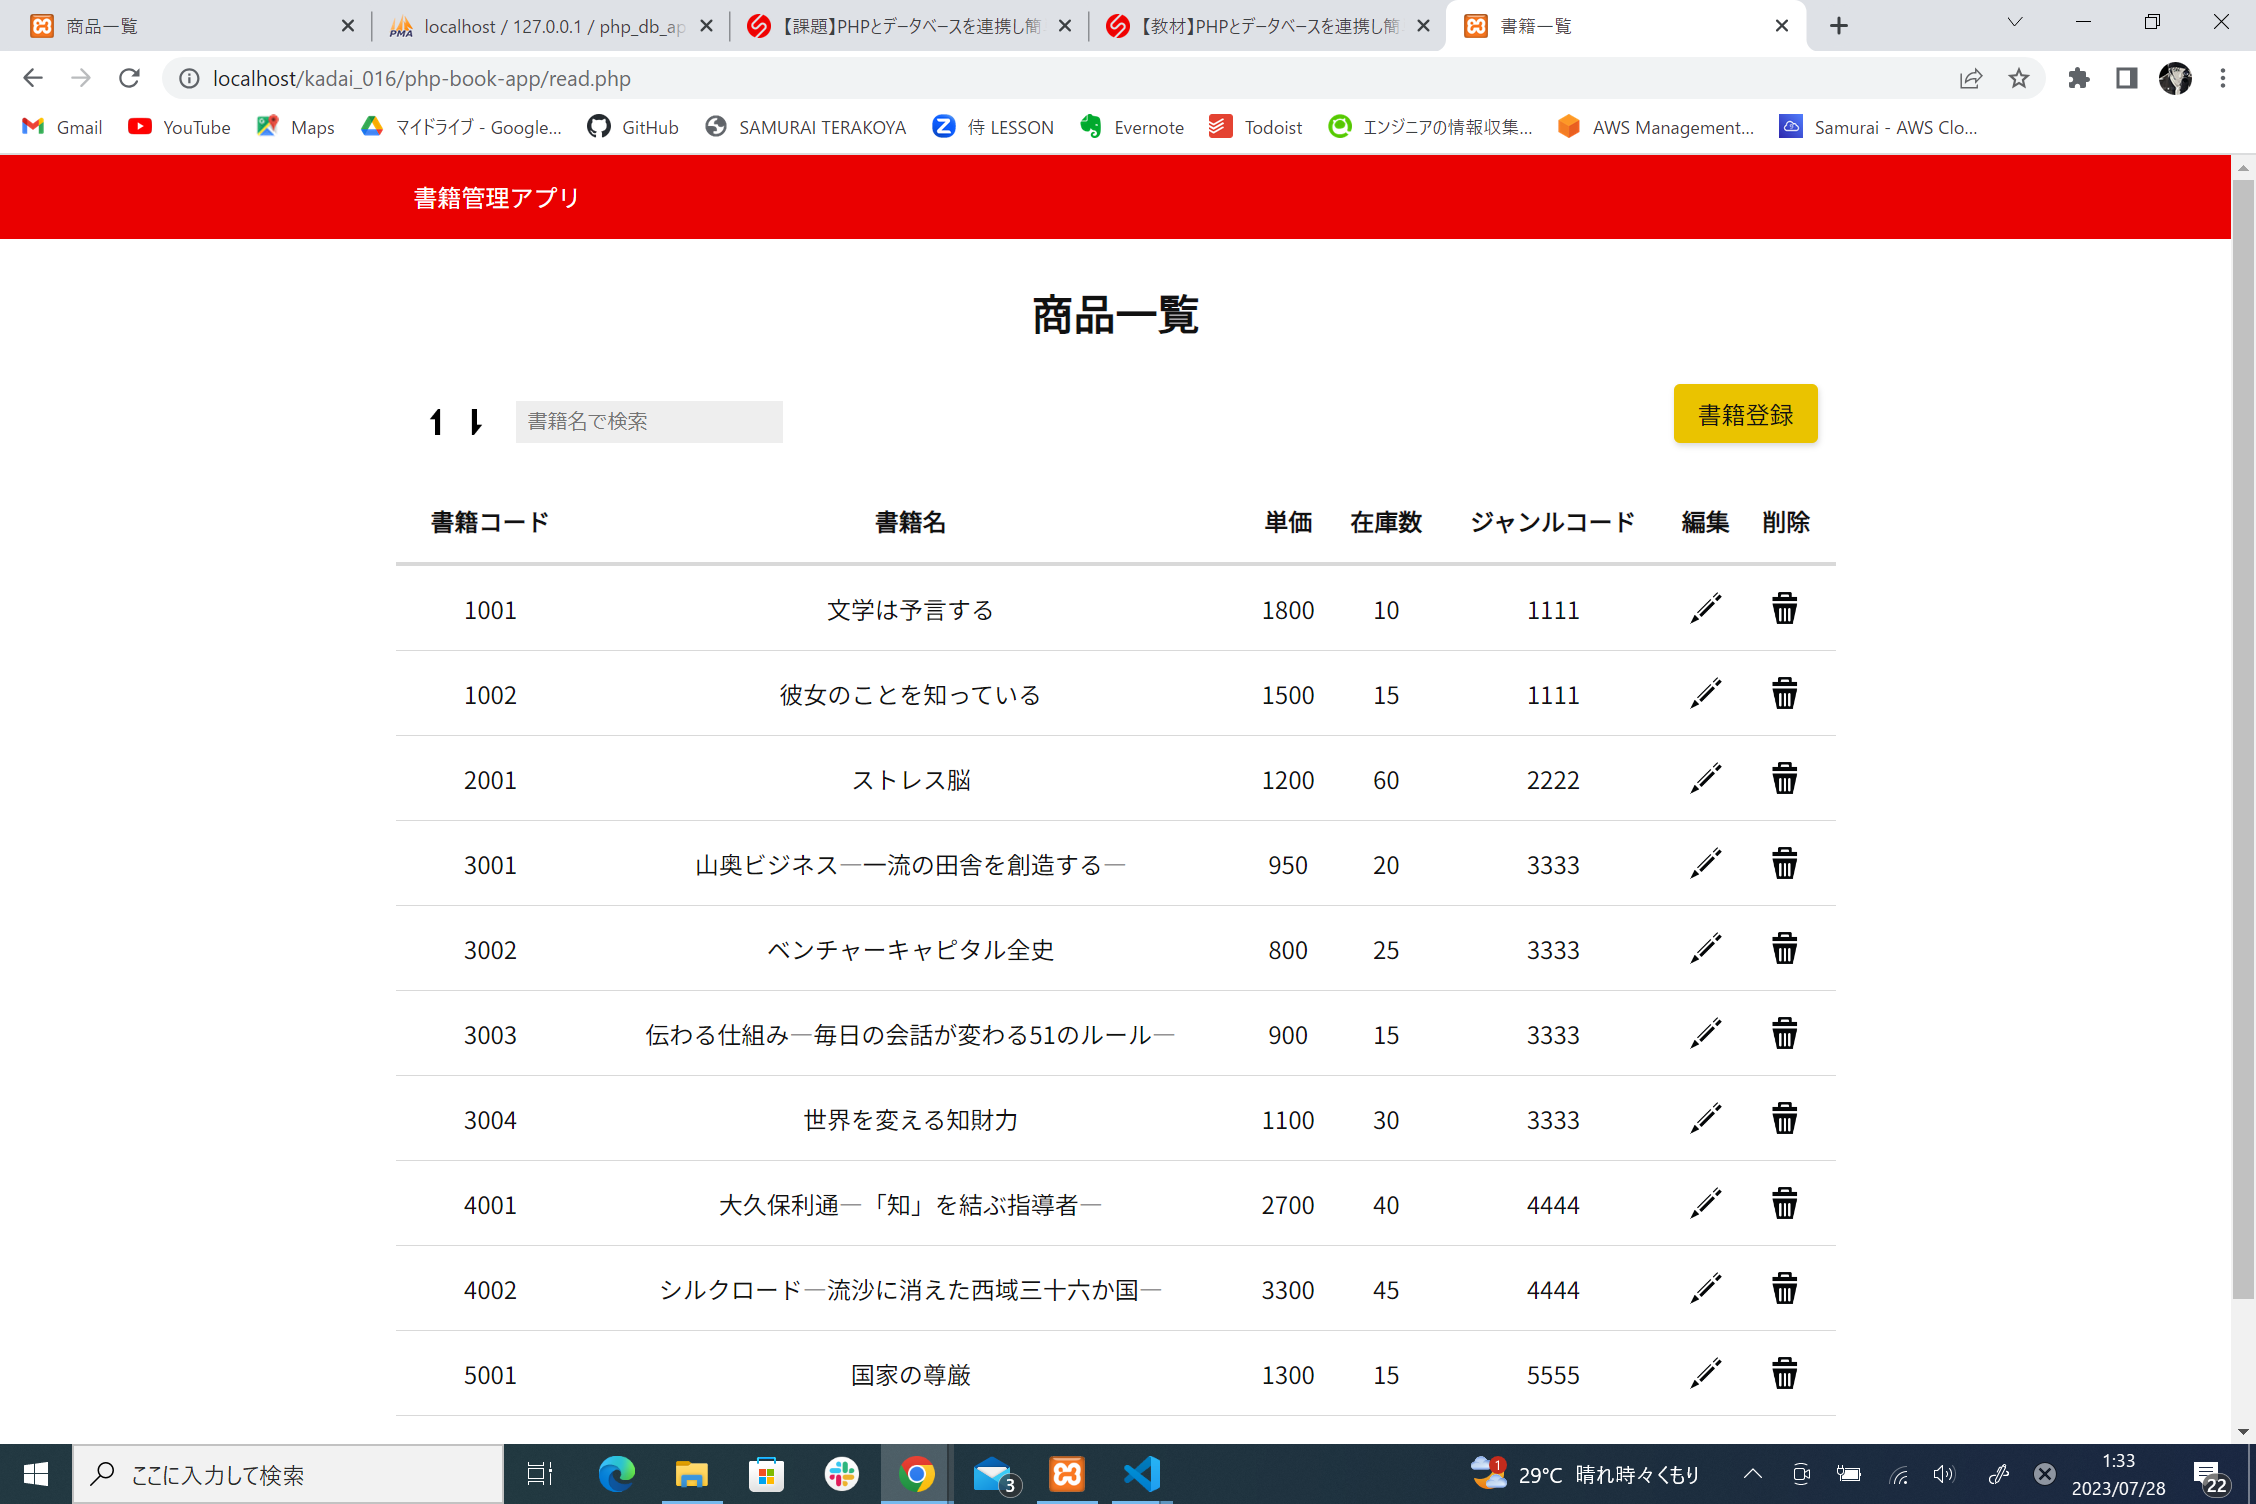 商品一覧
localhost / 127.0.0.1 / php_db_ap
【課題】PHPとデータベースを連携し簡
【教材】PHPとデータベースを連携し簡
書籍一覧
localhost/kadai_016/php-book-app/read.php
Gmail
YouTube
Maps
マイドライブ - Google...
GitHub
SAMURAI TERAKOYA
侍 LESSON
Evernote
Todoist
エンジニアの情報収集...
AWS Management...
Samurai - AWS Clo...
書籍管理アプリ
商品一覧
書籍名で検索
書籍登録
書籍コード 書籍名 単価 在庫数 ジャンルコード 編集 削除
1001 文学は予言する 1800 10 1111
1002 彼女のことを知っている 1500 15 1111
2001 ストレス脳 1200 60 2222
3001 山奥ビジネス―一流の田舎を創造する― 950 20 3333
3002 ベンチャーキャピタル全史 800 25 3333
3003 伝わる仕組み―毎日の会話が変わる51のルール― 900 15 3333
3004 世界を変える知財力 1100 30 3333
4001 大久保利通―「知」を結ぶ指導者― 2700 40 4444
4002 シルクロード―流沙に消えた西域三十六か国― 3300 45 4444
5001 国家の尊厳 1300 15 5555
ここに入力して検索
3
1
29°C 晴れ時々くもり
1:33
2023/07/28
22